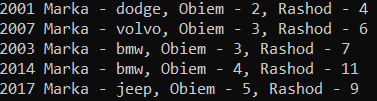 2001 Marka - dodge, Obiem - 2, Rashod - 4
2007 Marka - volvo, Obiem - 3, Rashod - 6
2003 Marka - bmw, Obiem - 3, Rashod - 7
2014 Marka - bmw, Obiem - 4, Rashod - 11
2017 Marka - jeep, Obiem - 5, Rashod - 9